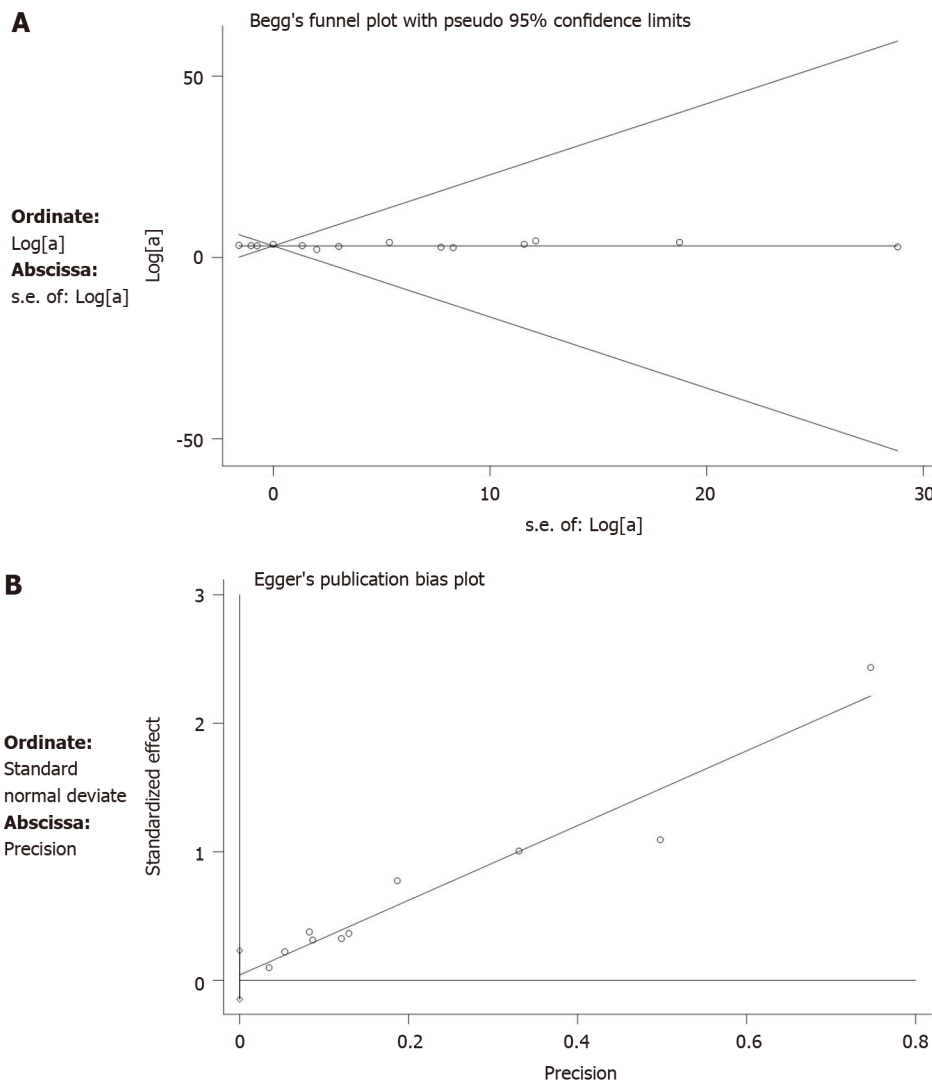 A
Begg's funnel plot with pseudo 95% confidence limits
50
0
-50
Ordinate:
Log[a]
Abscissa:
s.e. of: Log[a]
Log[a]
0 10 20 30
s.e. of: Log[a]
B
Egger's publication bias plot
3
2
1
0
Ordinate:
Standard
normal deviate
Abscissa:
Precision
Standardized effect
0 0.2 0.4 0.6 0.8
Precision